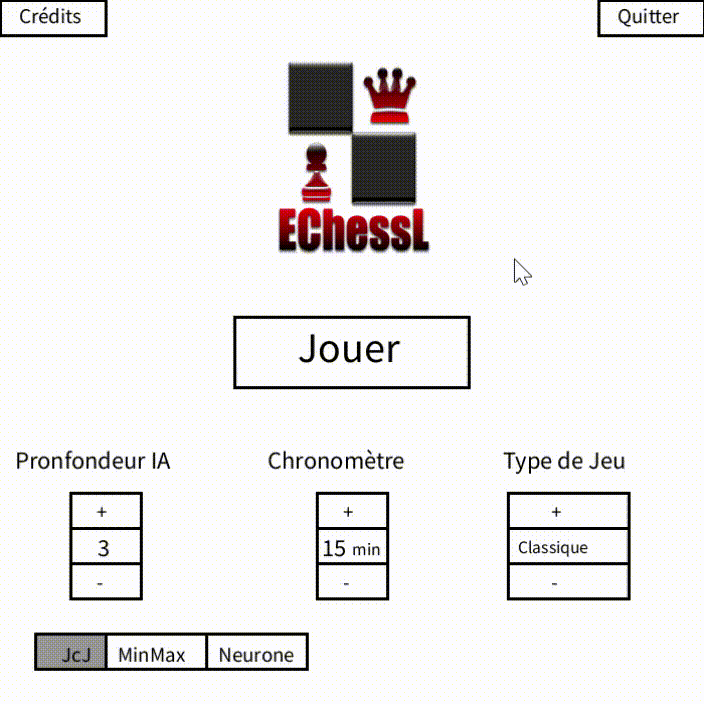 Crédits
Quitter
EChessL
Jouer
Pronfondeur IA
Chronomètre
Type de Jeu
+
+
+
3
15 min
Classique
-
-
-
JcJ
MinMax
Neurone